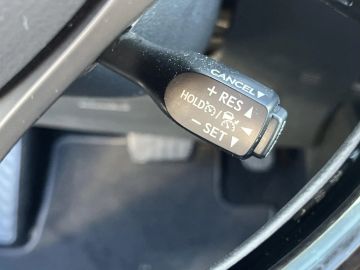 CANCEL▼
+ RES ▲
HOLD / ◀
− SET ▼